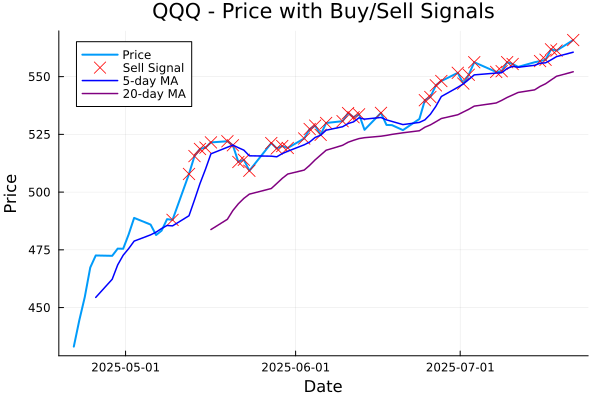 QQQ - Price with Buy/Sell Signals
Price
Sell Signal
5-day MA
20-day MA
550
525
500
475
450
Price
2025-05-01
2025-06-01
2025-07-01
Date